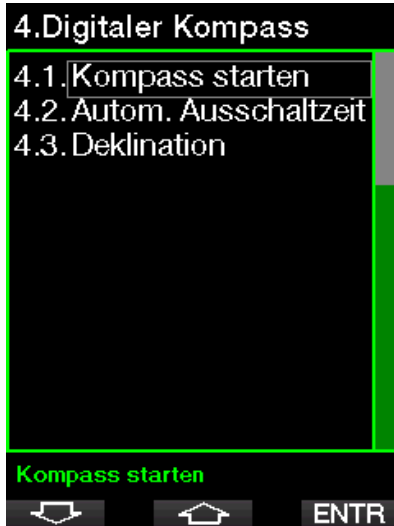 4.Digitaler Kompass
4.1. Kompass starten
4.2. Autom. Ausschaltzeit
4.3. Deklination
Kompass starten
ENTR